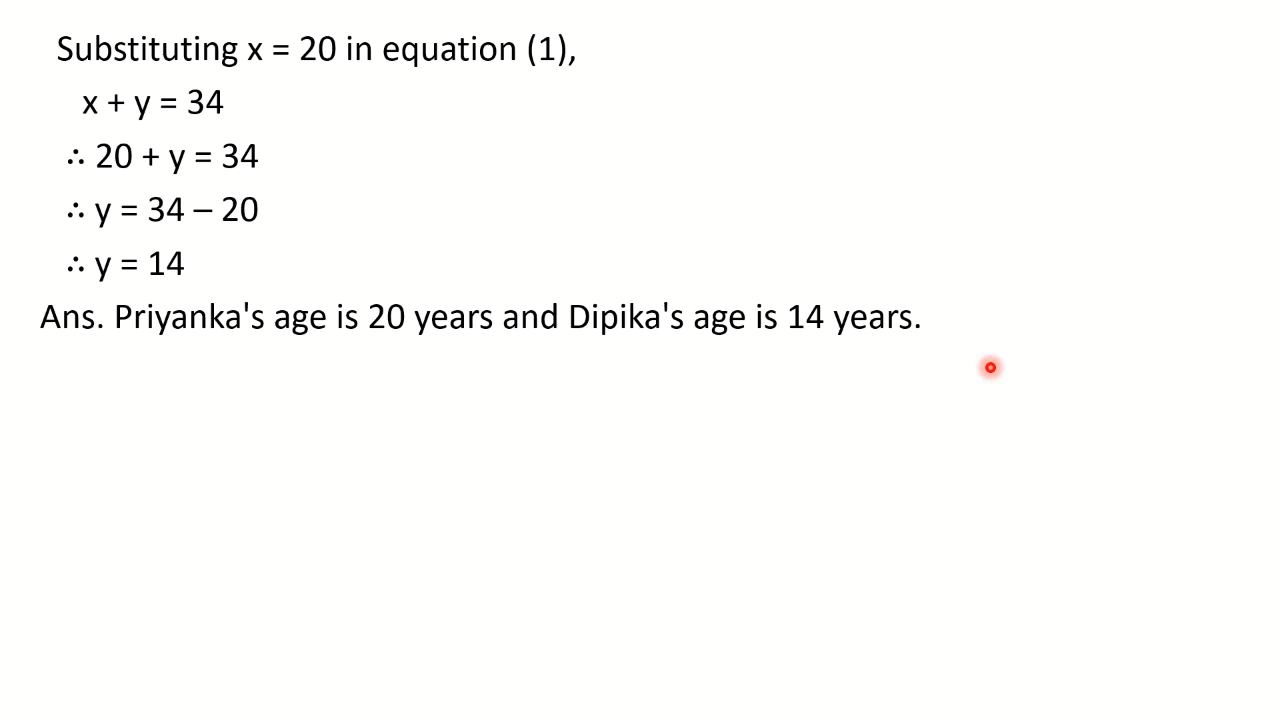 Substituting x = 20 in equation (1),
x + y = 34
∴ 20 + y = 34
∴ y = 34 – 20
∴ y = 14
Ans. Priyanka's age is 20 years and Dipika's age is 14 years.